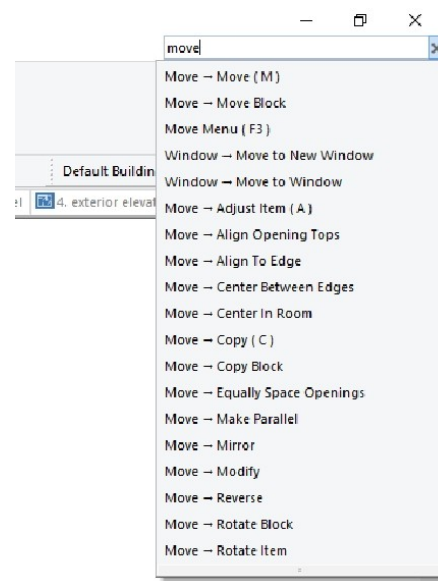 move
Move → Move ( M )
Move → Move Block
Move Menu ( F3 )
Window → Move to New Window
Default Buildin
Window → Move to Window
4. exterior elevat
Move → Adjust Item ( A )
Move → Align Opening Tops
Move → Align To Edge
Move → Center Between Edges
Move → Center In Room
Move → Copy ( C )
Move → Copy Block
Move → Equally Space Openings
Move → Make Parallel
Move → Mirror
Move → Modify
Move → Reverse
Move → Rotate Block
Move → Rotate Item